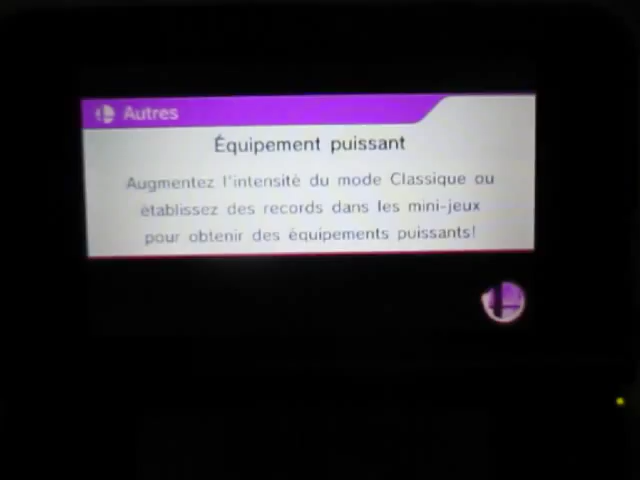 Autres
Équipement puissant
Augmentez l'intensité du mode Classique ou
établissez des records dans les mini-jeux
pour obtenir des équipements puissants!